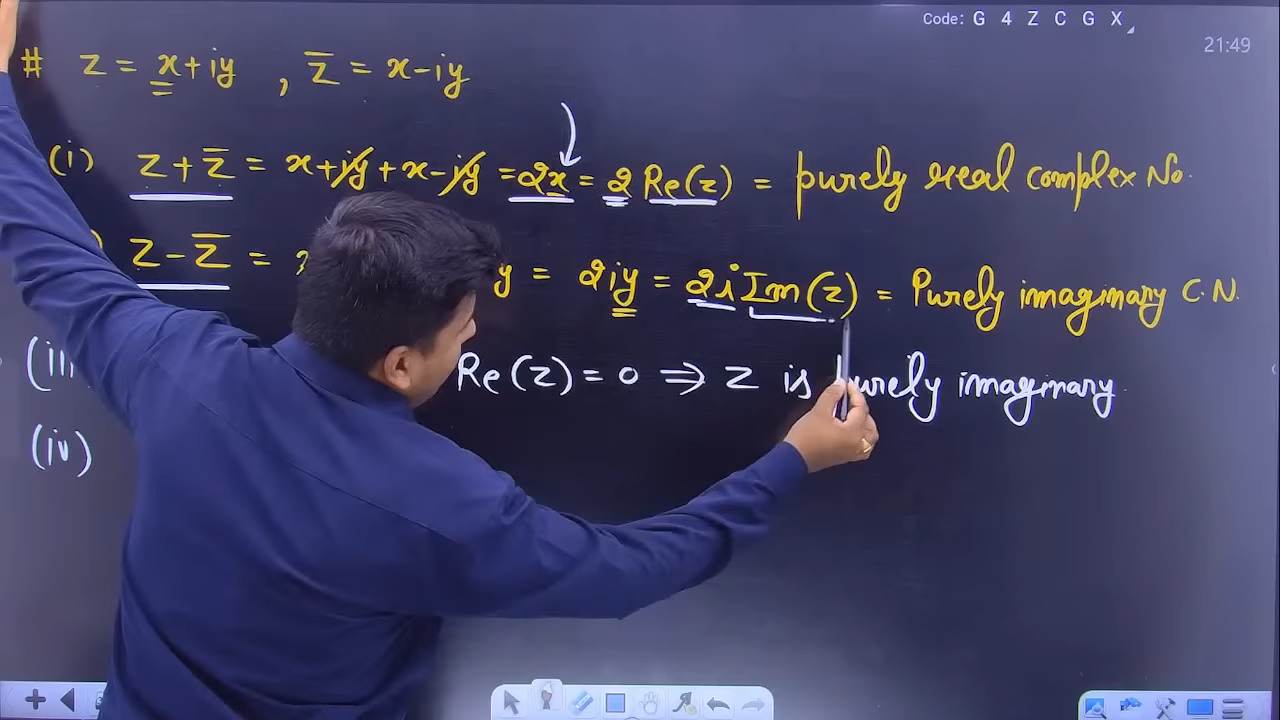 Code: G 4 Z C G X
21:49
# z = x + iy , z̅ = x - iy
(i) z + z̅ = x + iy + x - iy = 2x = 2 Re(z) = purely real complex No.
) z - z̅ = y = 2iy = 2i Im(z) = Purely imaginary C.N.
(iii Re(z) = 0 ⇒ z is purely imaginary.
(iv)